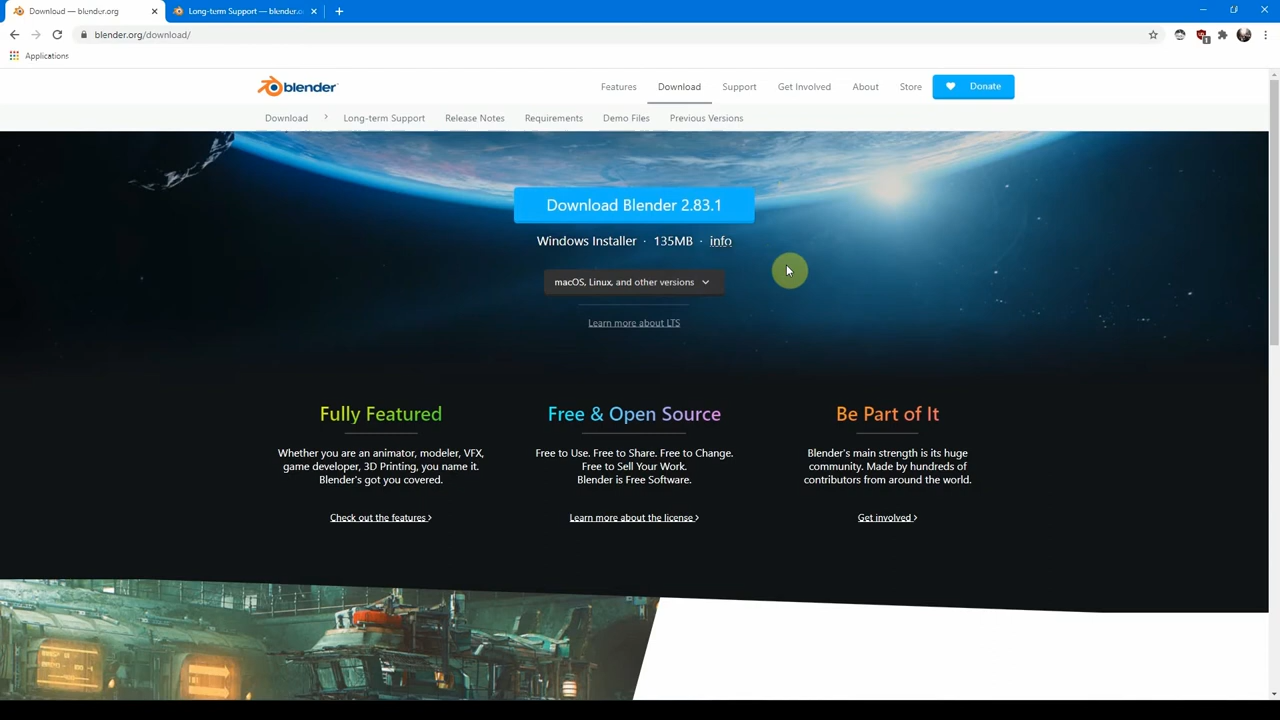 Download — blender.org
Long-term Support — blender.o
blender.org/download/
Applications
blender
Features
Download
Support
Get Involved
About
Store
Donate
Download
Long-term Support
Release Notes
Requirements
Demo Files
Previous Versions
Download Blender 2.83.1
Windows Installer · 135MB · info
macOS, Linux, and other versions
Learn more about LTS
Fully Featured
Whether you are an animator, modeler, VFX,
game developer, 3D Printing, you name it.
Blender's got you covered.
Check out the features
Free & Open Source
Free to Use. Free to Share. Free to Change.
Free to Sell Your Work.
Blender is Free Software.
Learn more about the license
Be Part of It
Blender's main strength is its huge
community. Made by hundreds of
contributors from around the world.
Get involved